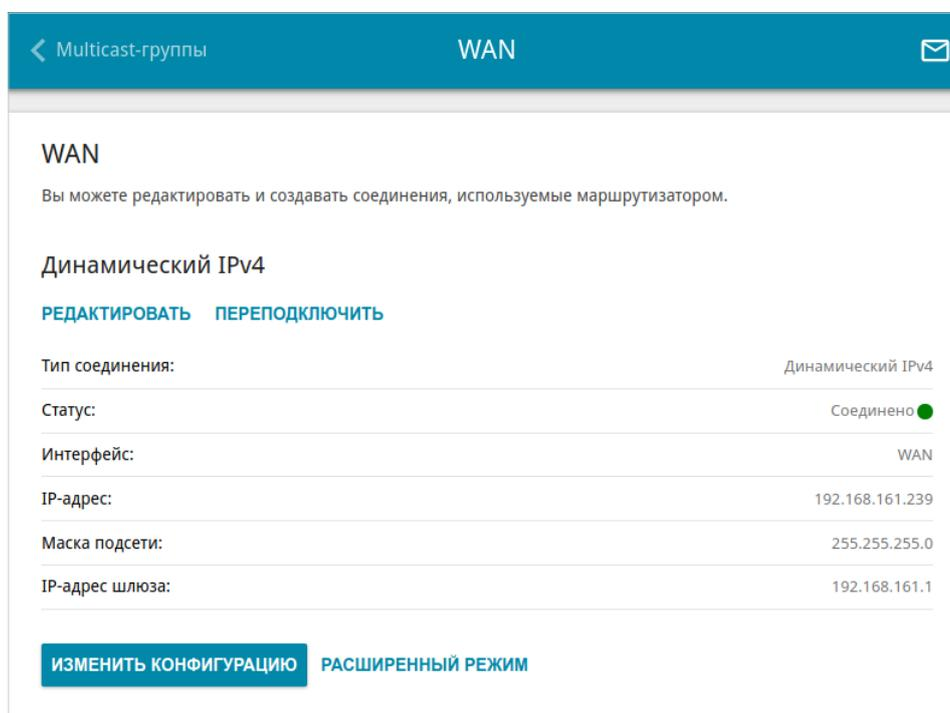 Multicast-группы
WAN
WAN
Вы можете редактировать и создавать соединения, используемые маршрутизатором.
Динамический IPv4
РЕДАКТИРОВАТЬ ПЕРЕПОДКЛЮЧИТЬ
Тип соединения: Динамический IPv4
Статус: Соединено
Интерфейс: WAN
IP-адрес: 192.168.161.239
Маска подсети: 255.255.255.0
IP-адрес шлюза: 192.168.161.1
ИЗМЕНИТЬ КОНФИГУРАЦИЮ РАСШИРЕННЫЙ РЕЖИМ